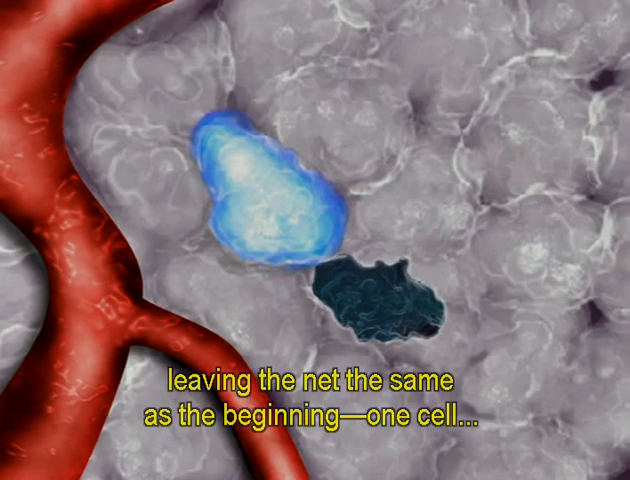 leaving the net the same
as the beginning—one cell...